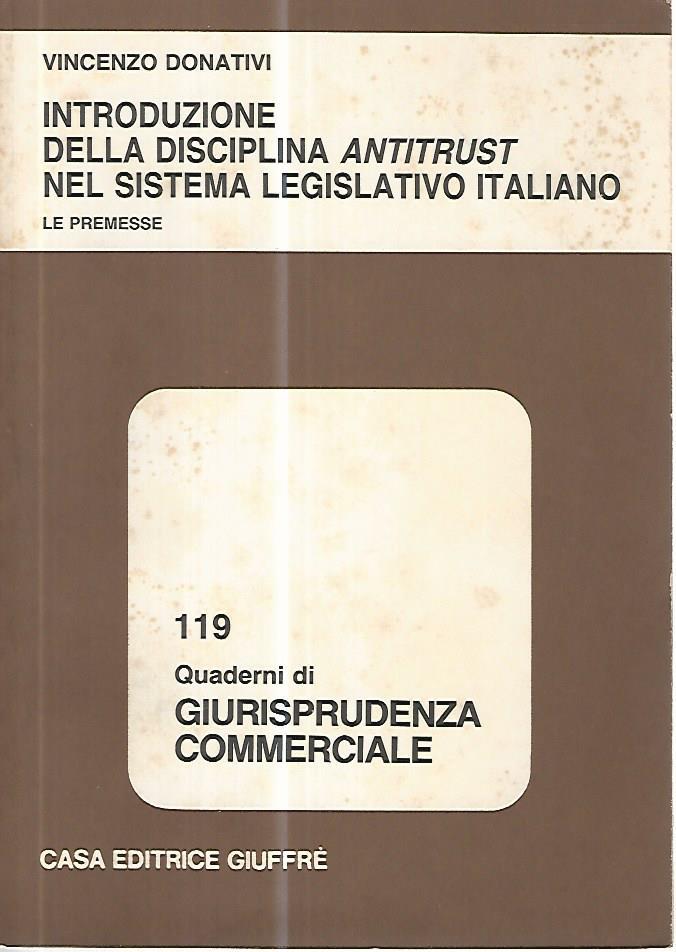 VINCENZO DONATIVI
INTRODUZIONE
DELLA DISCIPLINA ANTITRUST
NEL SISTEMA LEGISLATIVO ITALIANO
LE PREMESSE
119
Quaderni di
GIURISPRUDENZA
COMMERCIALE
CASA EDITRICE GIUFFRÈ